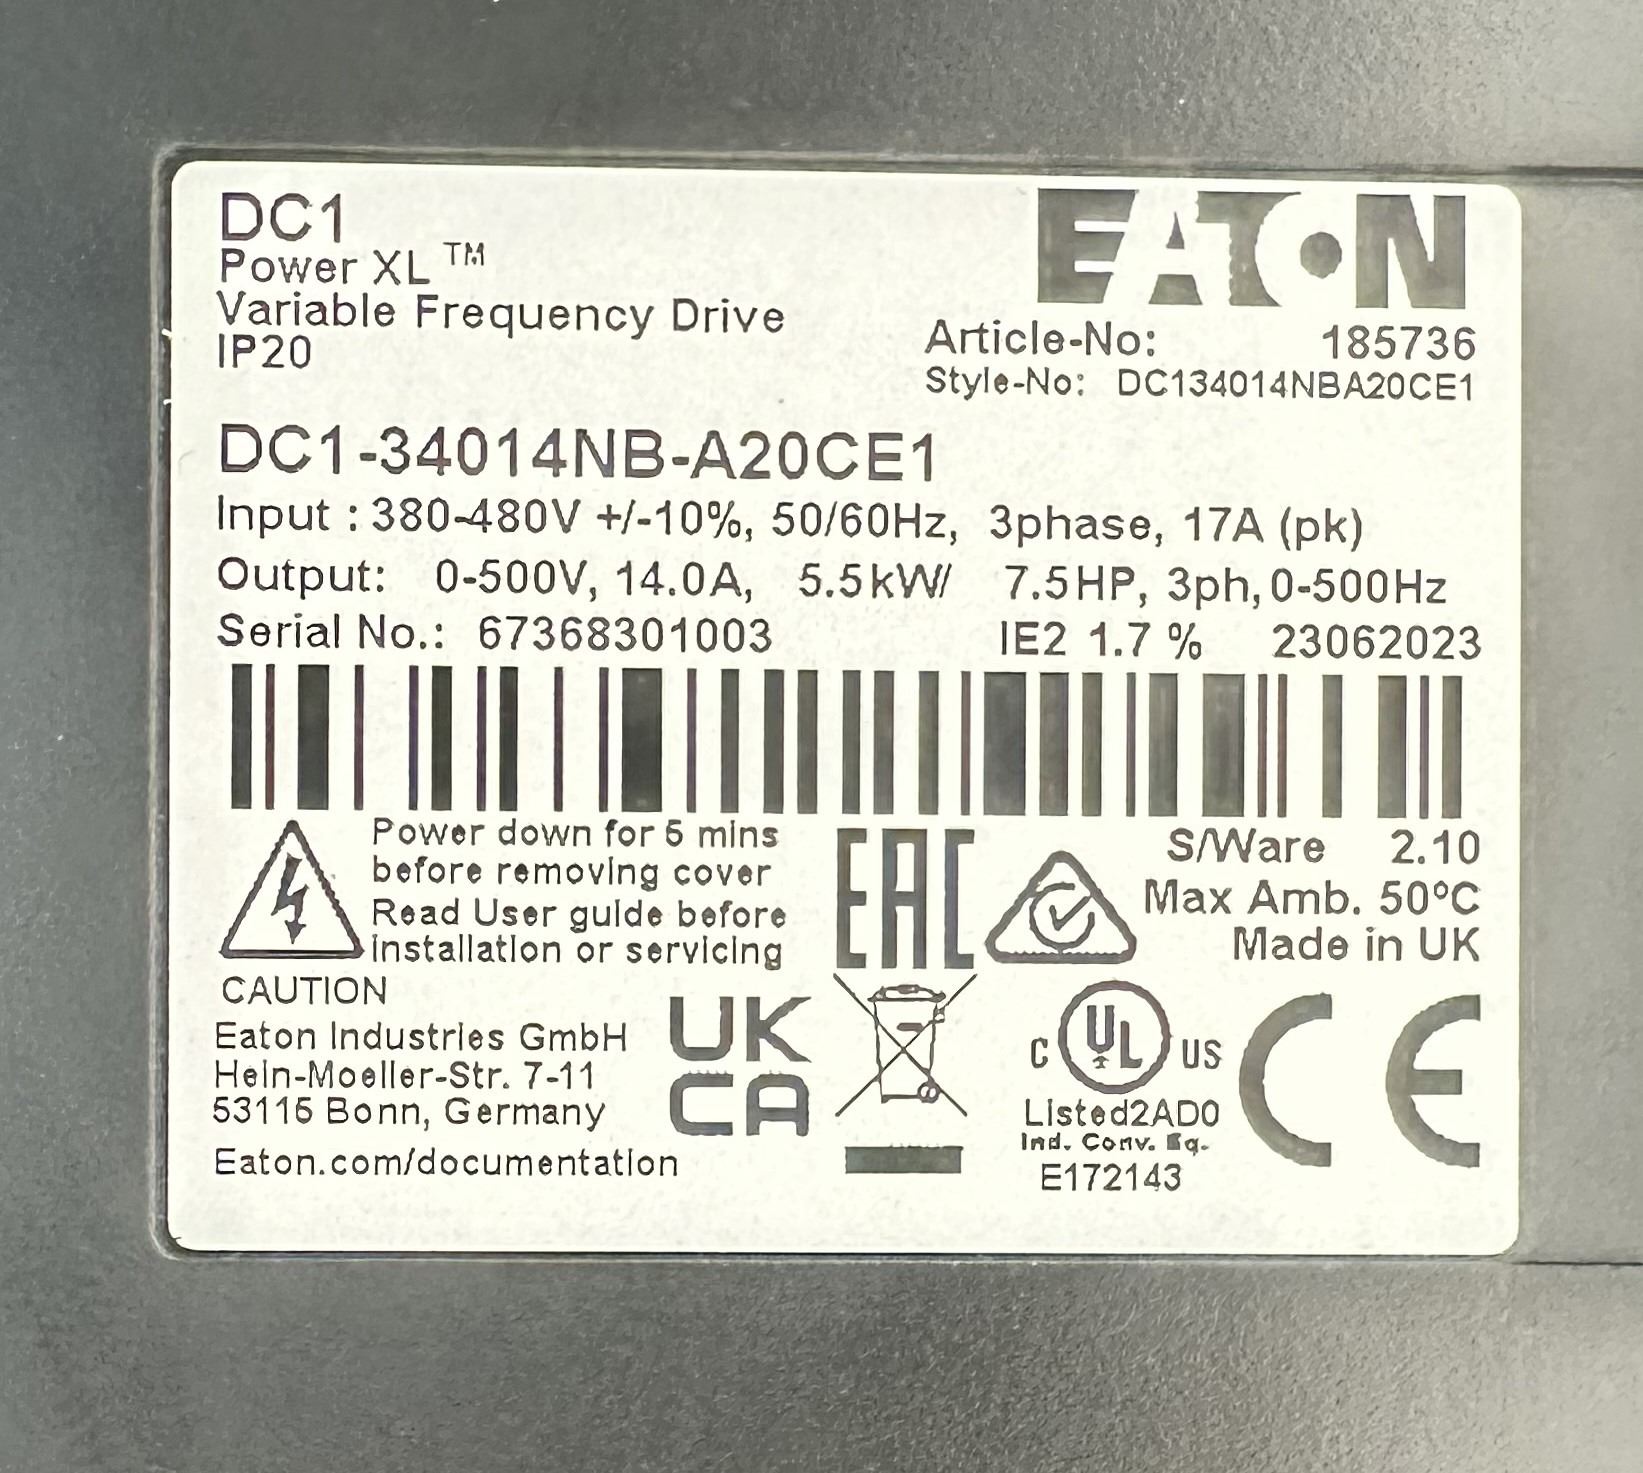 DC1
Power XL™
Variable Frequency Drive
IP20
EATON
Article-No: 185736
Style-No: DC134014NBA20CE1
DC1-34014NB-A20CE1
Input : 380-480V +/-10%, 50/60Hz, 3phase, 17A (pk)
Output: 0-500V, 14.0A, 5.5kW/ 7.5HP, 3ph, 0-500Hz
Serial No.: 67368301003 IE2 1.7 % 23062023
Power down for 5 mins
before removing cover
Read User guide before
installation or servicing
EAC
S/Ware 2.10
Max Amb. 50°C
Made in UK
CAUTION
Eaton Industries GmbH
Hein-Moeller-Str. 7-11
53115 Bonn, Germany
Eaton.com/documentation
UK
CA
C UL US
Listed2AD0
Ind. Conv. Eq.
E172143
CE